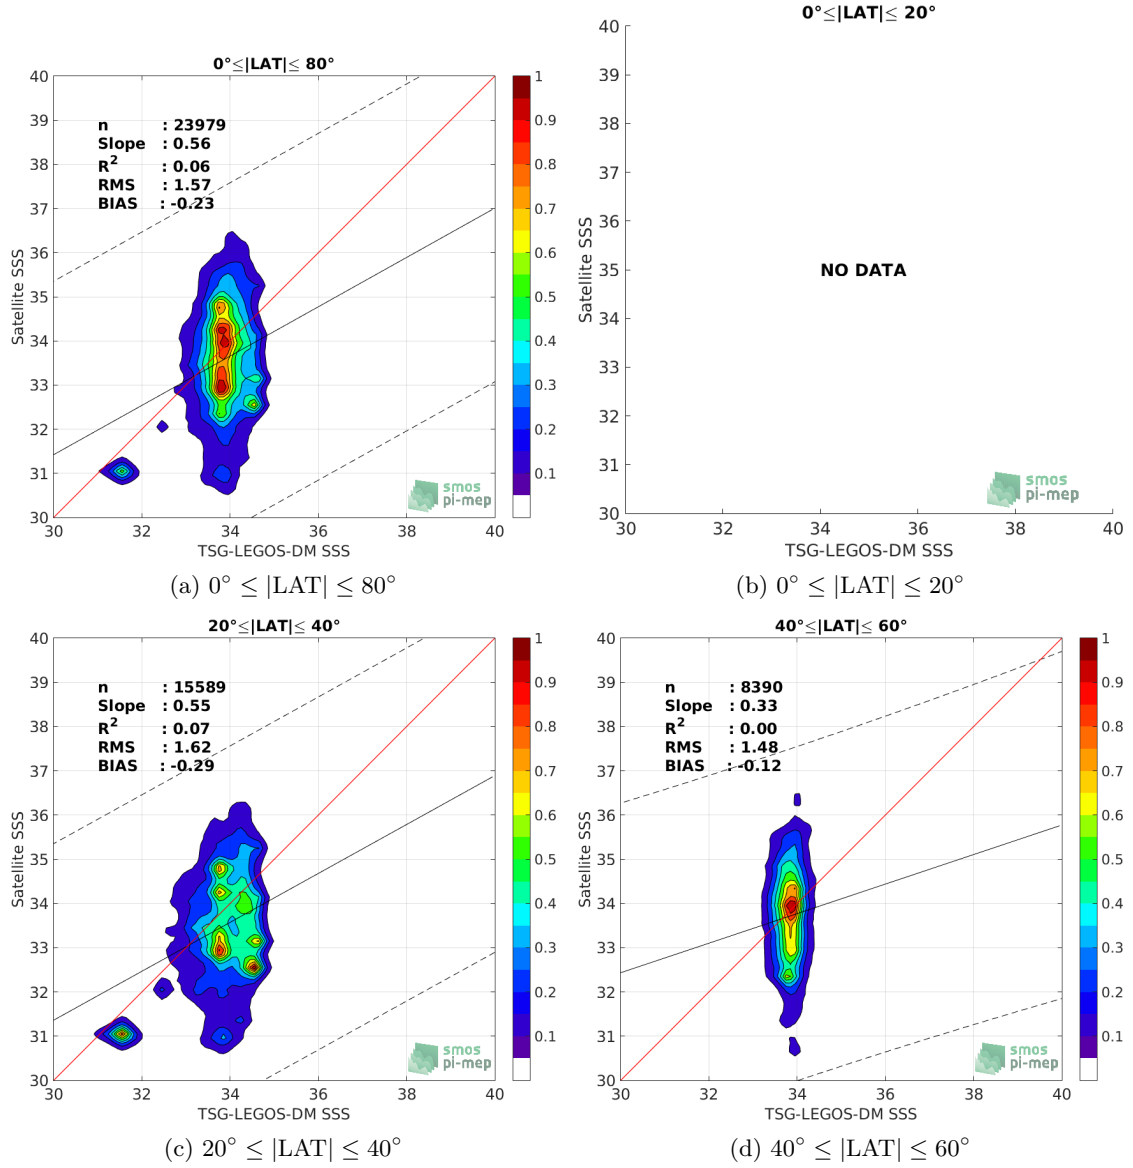 0°≤|LAT|≤ 80°
n : 23979
Slope : 0.56
R2 : 0.06
RMS : 1.57
BIAS : -0.23
Satellite SSS
40
39
38
37
36
35
34
33
32
31
30
30 32 34 36 38 40
TSG-LEGOS-DM SSS
1
0.9
0.8
0.7
0.6
0.5
0.4
0.3
0.2
0.1
smos
pi-mep
(a) 0° ≤ |LAT| ≤ 80°
0°≤|LAT|≤ 20°
NO DATA
Satellite SSS
40
39
38
37
36
35
34
33
32
31
30
30 32 34 36 38 40
TSG-LEGOS-DM SSS
smos
pi-mep
(b) 0° ≤ |LAT| ≤ 20°
20°≤|LAT|≤ 40°
n : 15589
Slope : 0.55
R2 : 0.07
RMS : 1.62
BIAS : -0.29
Satellite SSS
40
39
38
37
36
35
34
33
32
31
30
30 32 34 36 38 40
TSG-LEGOS-DM SSS
1
0.9
0.8
0.7
0.6
0.5
0.4
0.3
0.2
0.1
smos
pi-mep
(c) 20° ≤ |LAT| ≤ 40°
40°≤|LAT|≤ 60°
n : 8390
Slope : 0.33
R2 : 0.00
RMS : 1.48
BIAS : -0.12
Satellite SSS
40
39
38
37
36
35
34
33
32
31
30
30 32 34 36 38 40
TSG-LEGOS-DM SSS
1
0.9
0.8
0.7
0.6
0.5
0.4
0.3
0.2
0.1
smos
pi-mep
(d) 40° ≤ |LAT| ≤ 60°